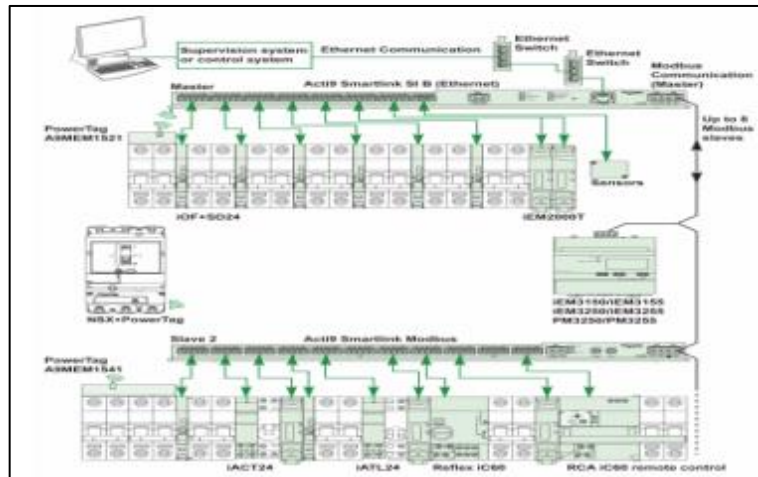 Supervision system
or control system
Ethernet Communication
Ethernet
Switch
Ethernet
Switch
Modbus
Communication
(Master)
Master
Acti9 Smartlink SI B (Ethernet)
PowerTag
A9MEM1521
Up to 8
Modbus
slaves
Sensors
iOF+SD24
iEM2000T
NSX+PowerTag
iEM3150/iEM3155
iEM3250/iEM3255
PM3250/PM3255
Slave 2
Acti9 Smartlink Modbus
PowerTag
A9MEM1541
iACT24
iATL24
Reflex iC60
RCA iC60 remote control